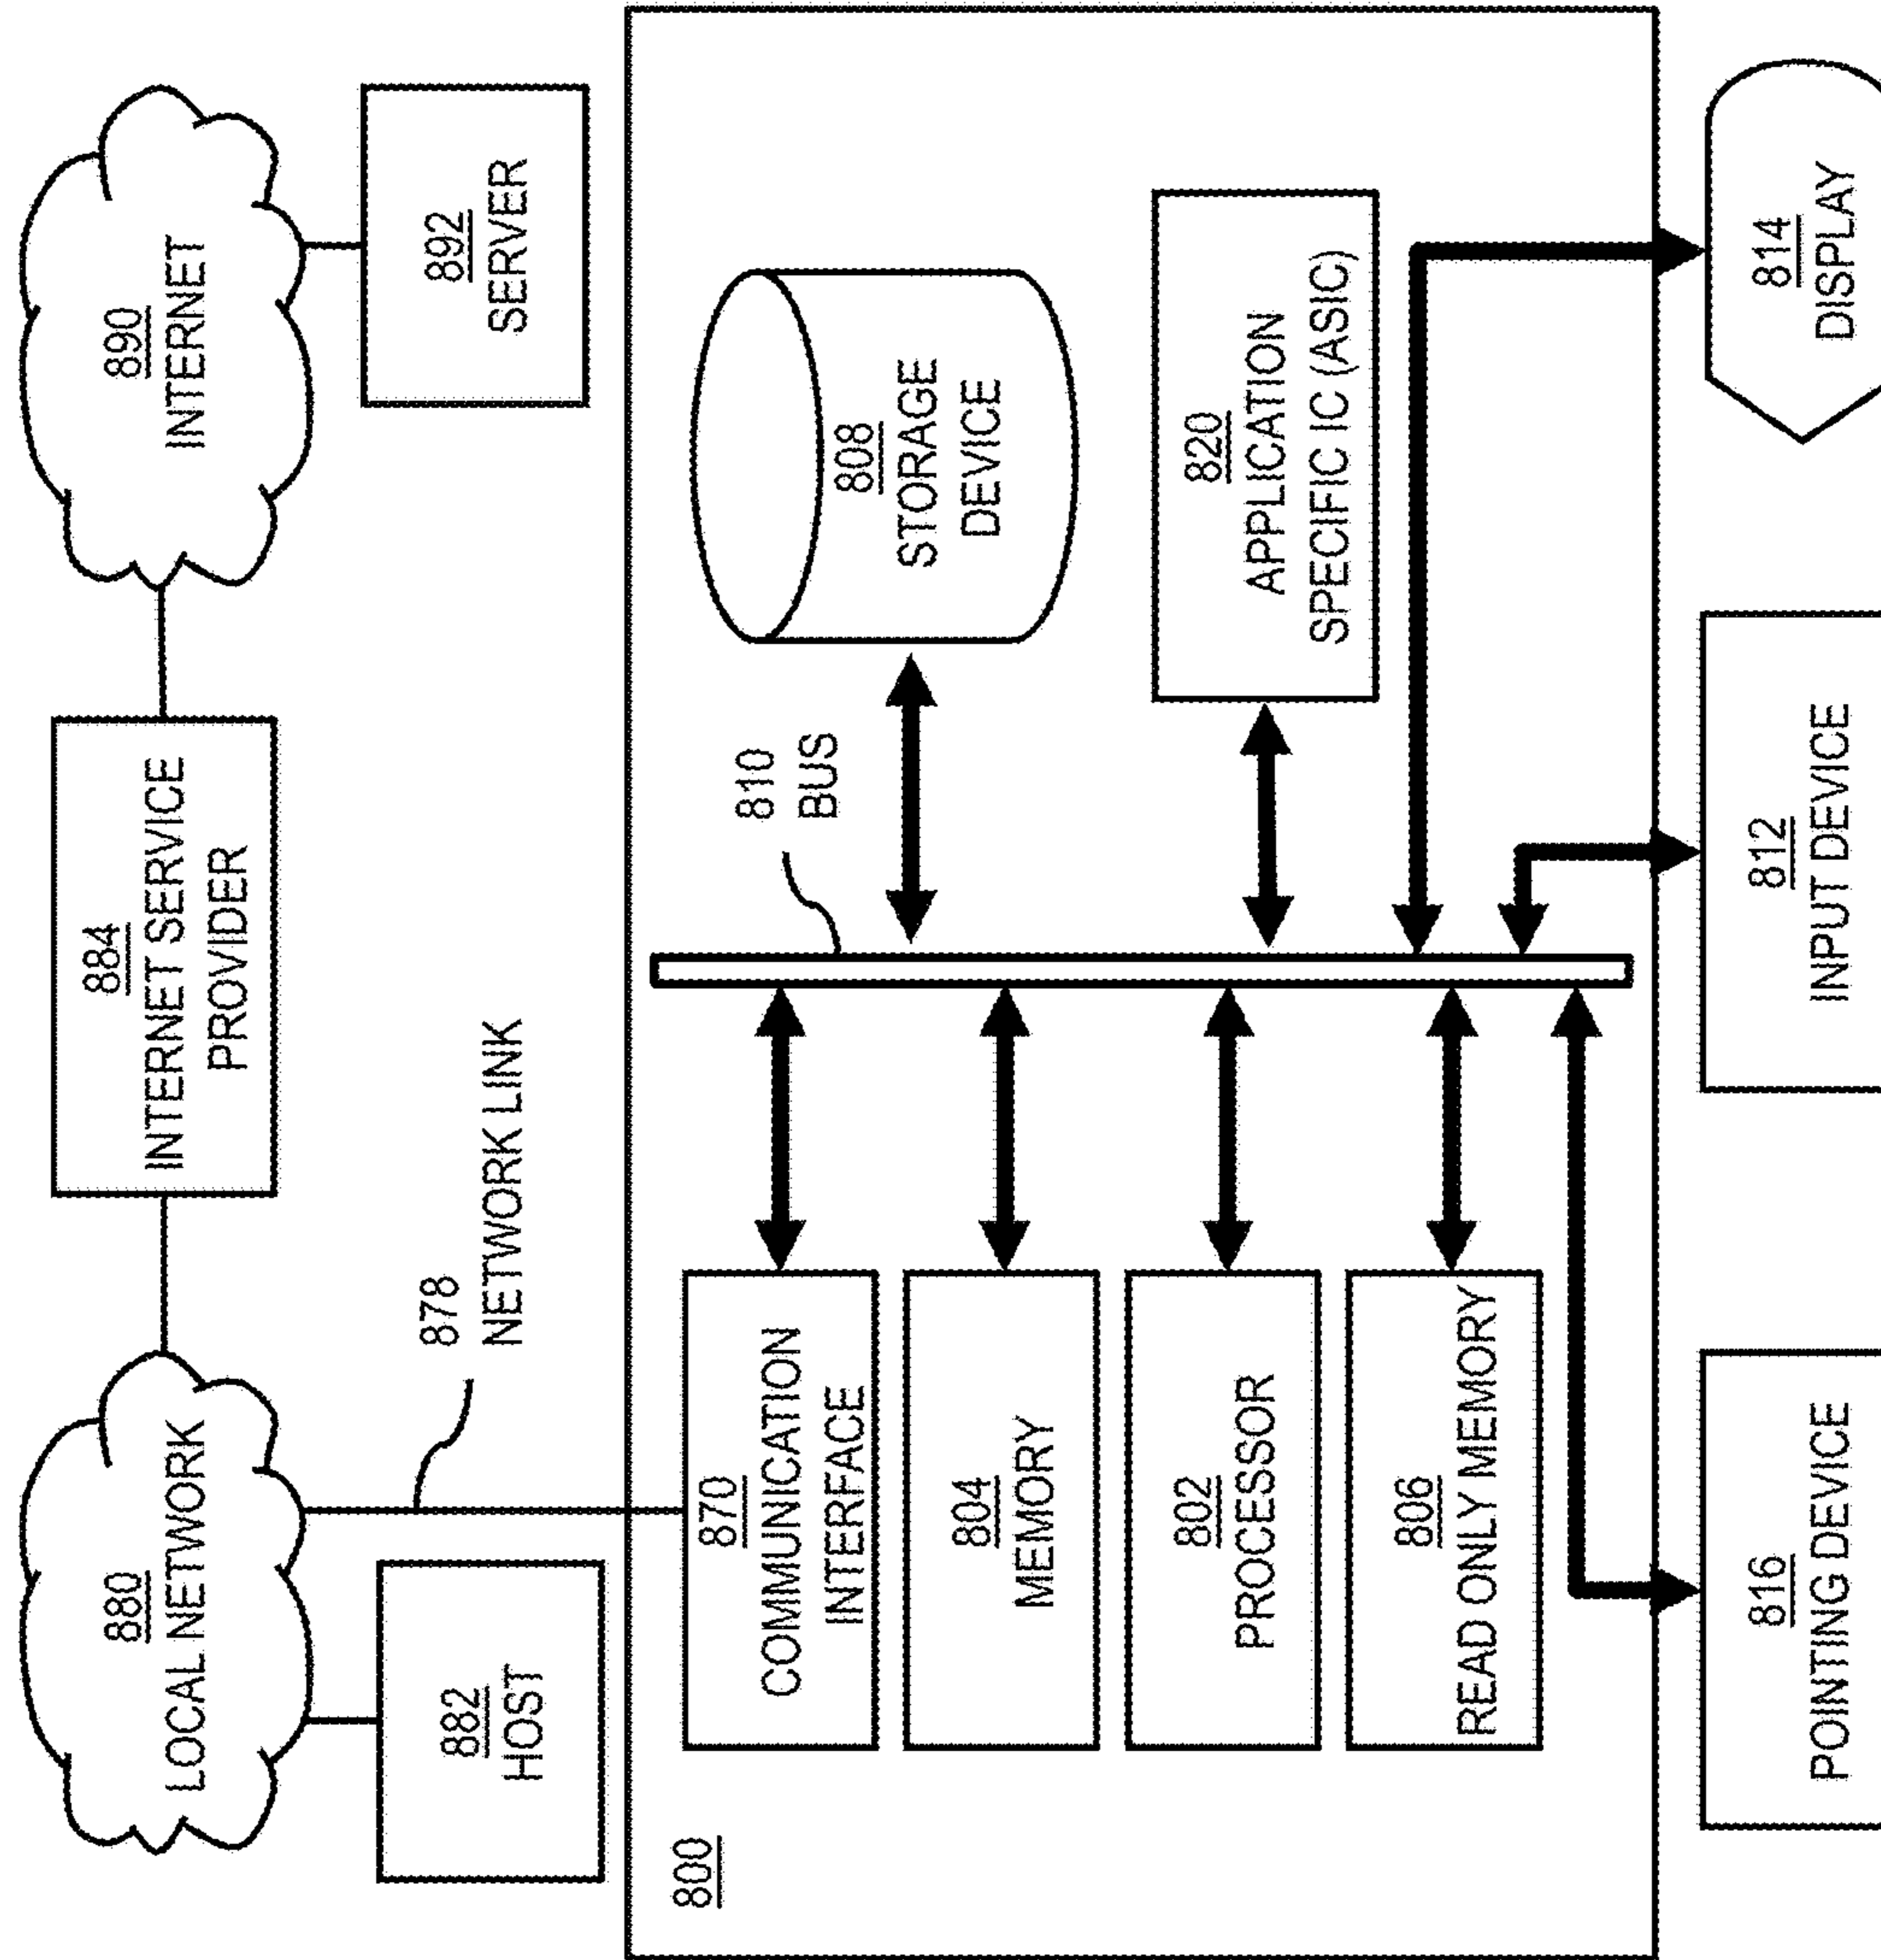 880
LOCAL NETWORK
884
INTERNET SERVICE
PROVIDER
890
INTERNET
882
HOST
878
NETWORK LINK
892
SERVER
800
870
COMMUNICATION
INTERFACE
804
MEMORY
802
PROCESSOR
806
READ ONLY MEMORY
810
BUS
808
STORAGE
DEVICE
820
APPLICATION
SPECIFIC IC (ASIC)
816
POINTING DEVICE
812
INPUT DEVICE
814
DISPLAY